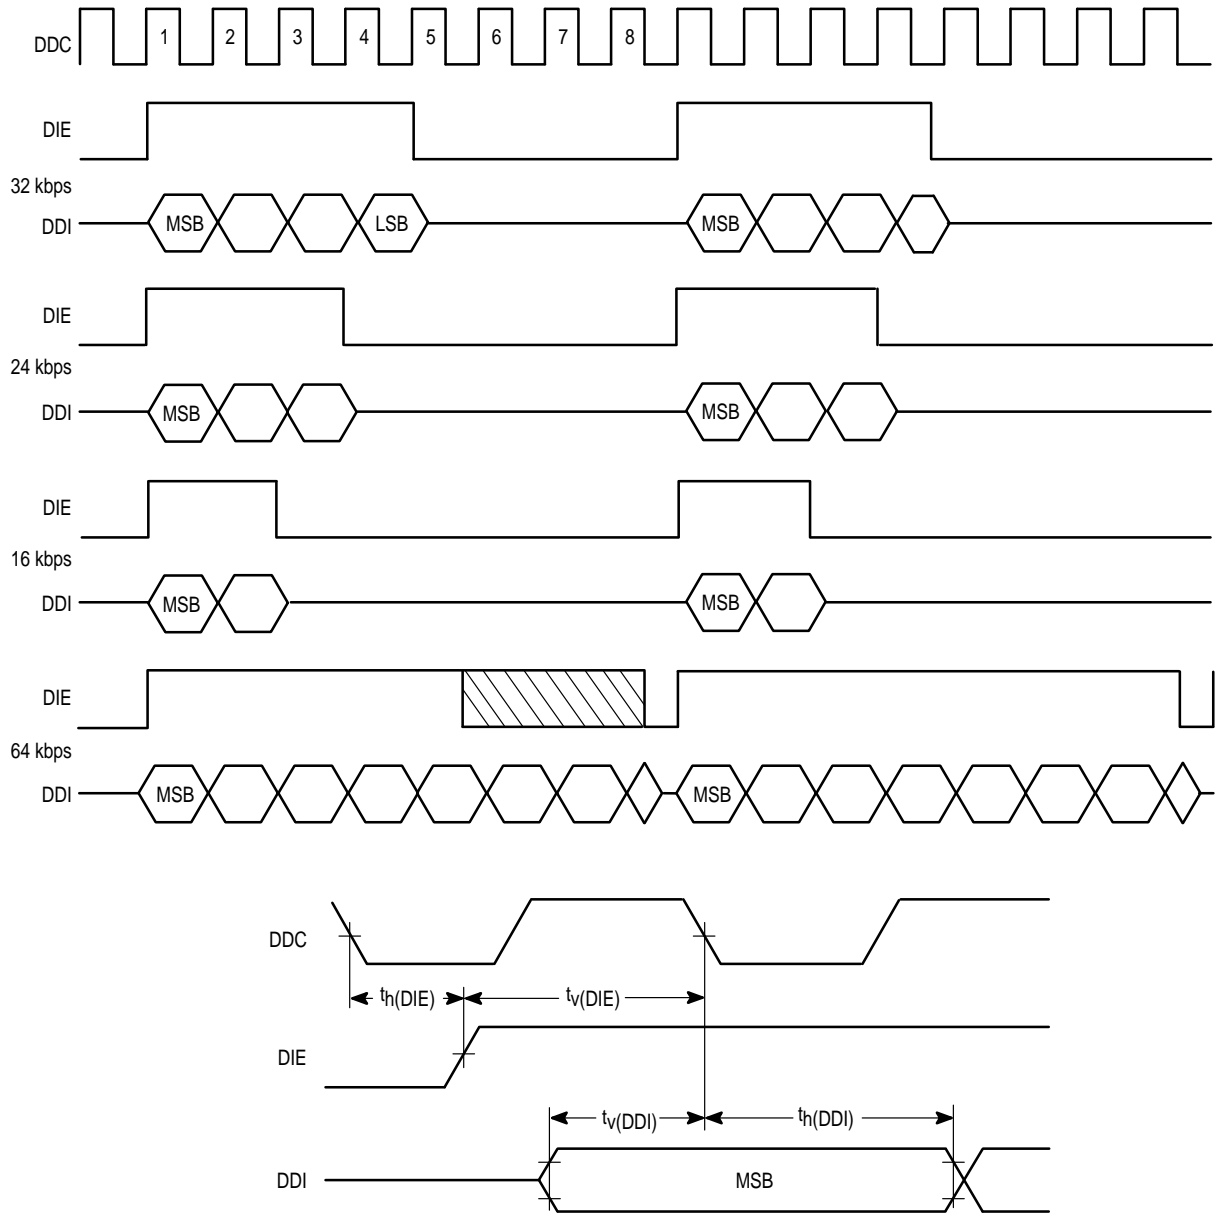 DDC 1 2 3 4 5 6 7 8
DIE
32 kbps
DDI MSB LSB MSB
DIE
24 kbps
DDI MSB MSB
DIE
16 kbps
DDI MSB MSB
DIE
64 kbps
DDI MSB MSB
DDC
th(DIE) tv(DIE)
DIE
tv(DDI) th(DDI)
DDI MSB